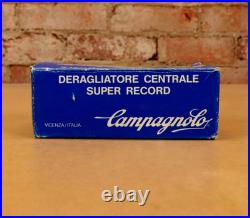 DERAGLIATORE CENTRALE
SUPER RECORD
VICENZA/ITALIA
Campagnolo